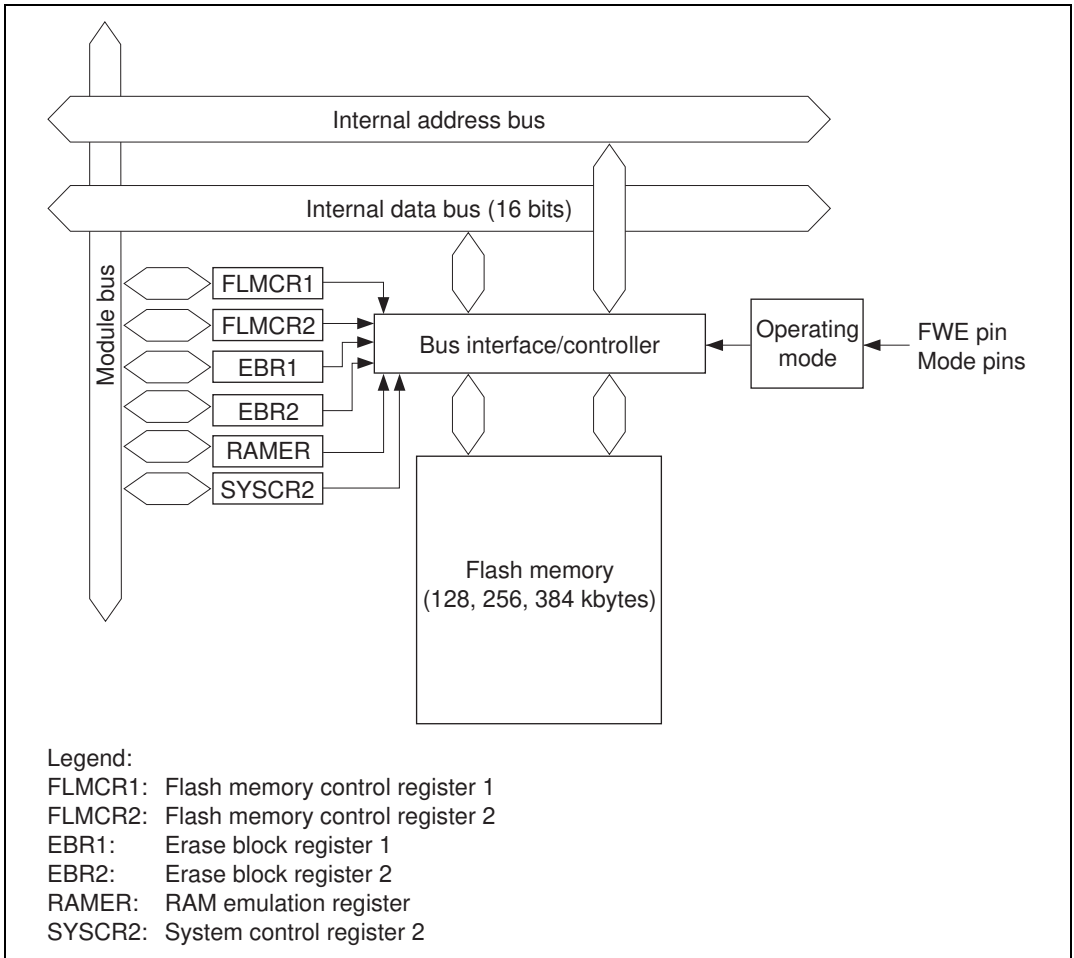 Internal address bus
Internal data bus (16 bits)
Module bus
FLMCR1
FLMCR2
EBR1
EBR2
RAMER
SYSCR2
Bus interface/controller
Operating
mode
FWE pin
Mode pins
Flash memory
(128, 256, 384 kbytes)
Legend:
FLMCR1: Flash memory control register 1
FLMCR2: Flash memory control register 2
EBR1: Erase block register 1
EBR2: Erase block register 2
RAMER: RAM emulation register
SYSCR2: System control register 2